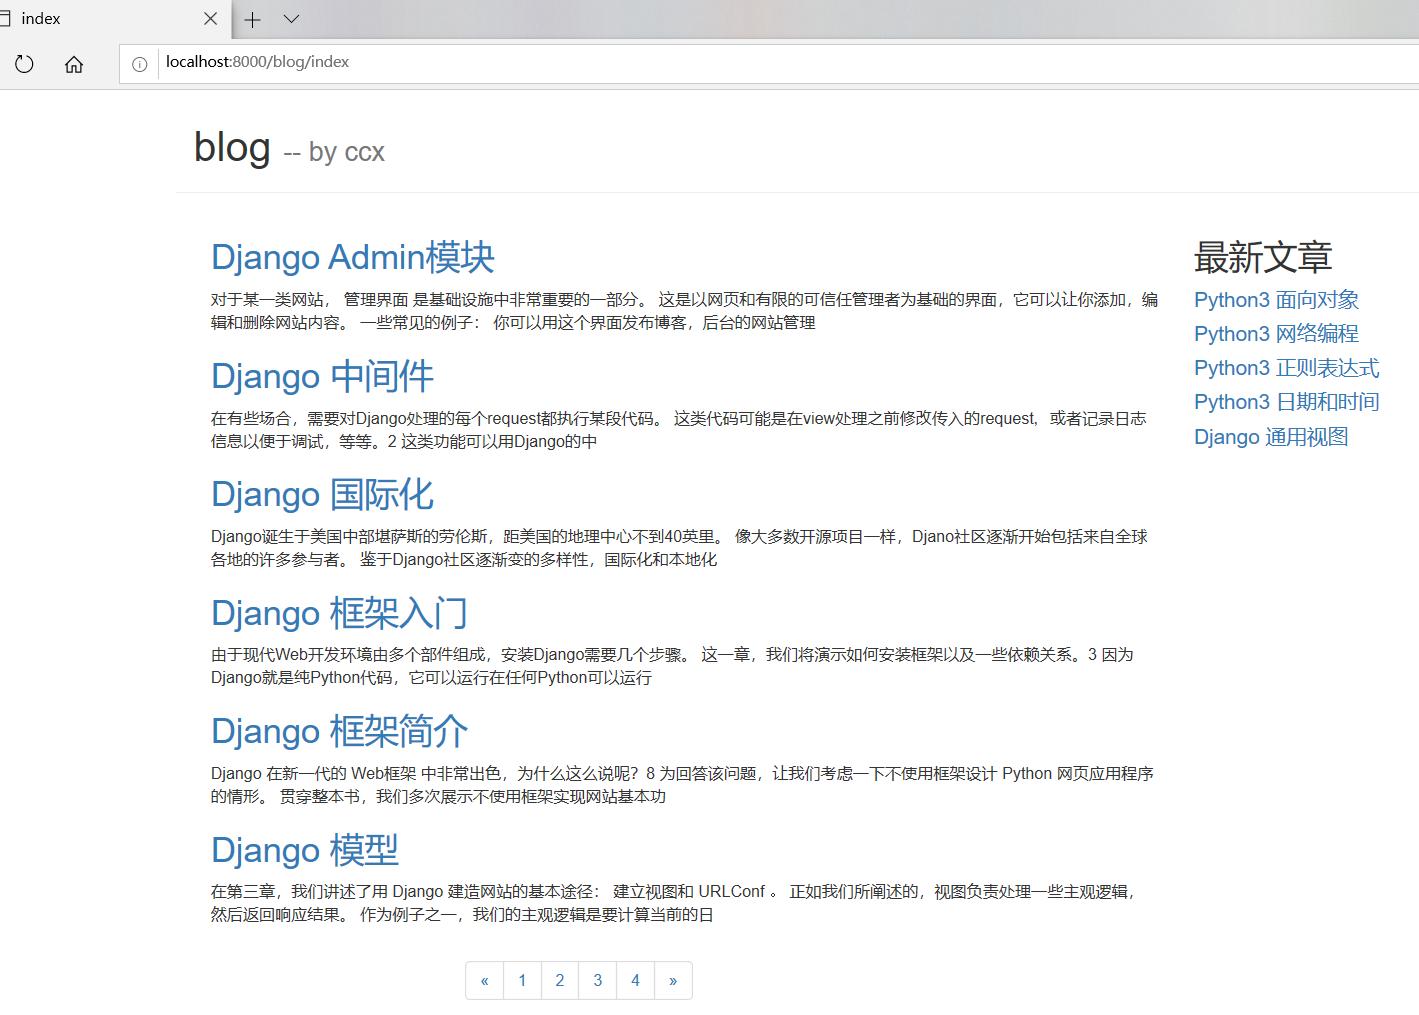 index
localhost:8000/blog/index
blog -- by ccx
Django Admin模块
对于某一类网站， 管理界面 是基础设施中非常重要的一部分。 这是以网页和有限的可信任管理者为基础的界面，它可以让你添加，编
辑和删除网站内容。 一些常见的例子： 你可以用这个界面发布博客，后台的网站管理
Django 中间件
在有些场合，需要对Django处理的每个request都执行某段代码。 这类代码可能是在view处理之前修改传入的request，或者记录日志
信息以便于调试，等等。2 这类功能可以用Django的中
Django 国际化
Django诞生于美国中部堪萨斯的劳伦斯，距美国的地理中心不到40英里。 像大多数开源项目一样，Djano社区逐渐开始包括来自全球
各地的许多参与者。 鉴于Django社区逐渐变的多样性，国际化和本地化
Django 框架入门
由于现代Web开发环境由多个部件组成，安装Django需要几个步骤。 这一章，我们将演示如何安装框架以及一些依赖关系。3 因为
Django就是纯Python代码，它可以运行在任何Python可以运行
Django 框架简介
Django 在新一代的 Web框架 中非常出色，为什么这么说呢？8 为回答该问题，让我们考虑一下不使用框架设计 Python 网页应用程序
的情形。 贯穿整本书，我们多次展示不使用框架实现网站基本功
Django 模型
在第三章，我们讲述了用 Django 建造网站的基本途径： 建立视图和 URLConf 。 正如我们所阐述的，视图负责处理一些主观逻辑，
然后返回响应结果。 作为例子之一，我们的主观逻辑是要计算当前的日
« 1 2 3 4 »
最新文章
Python3 面向对象
Python3 网络编程
Python3 正则表达式
Python3 日期和时间
Django 通用视图